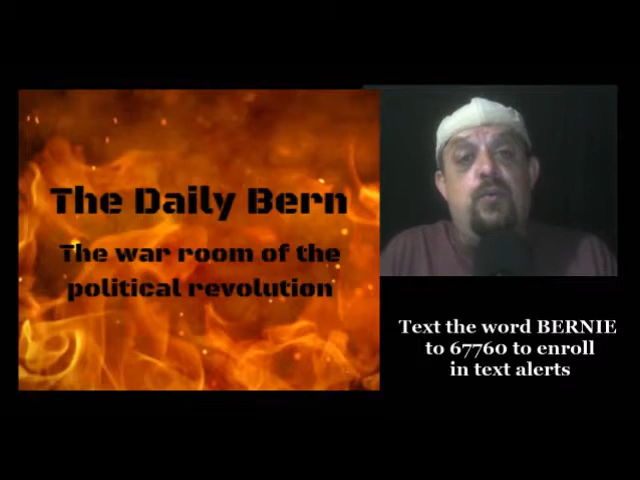 The Daily Bern
The war room of the
political revolution
Text the word BERNIE
to 67760 to enroll
in text alerts